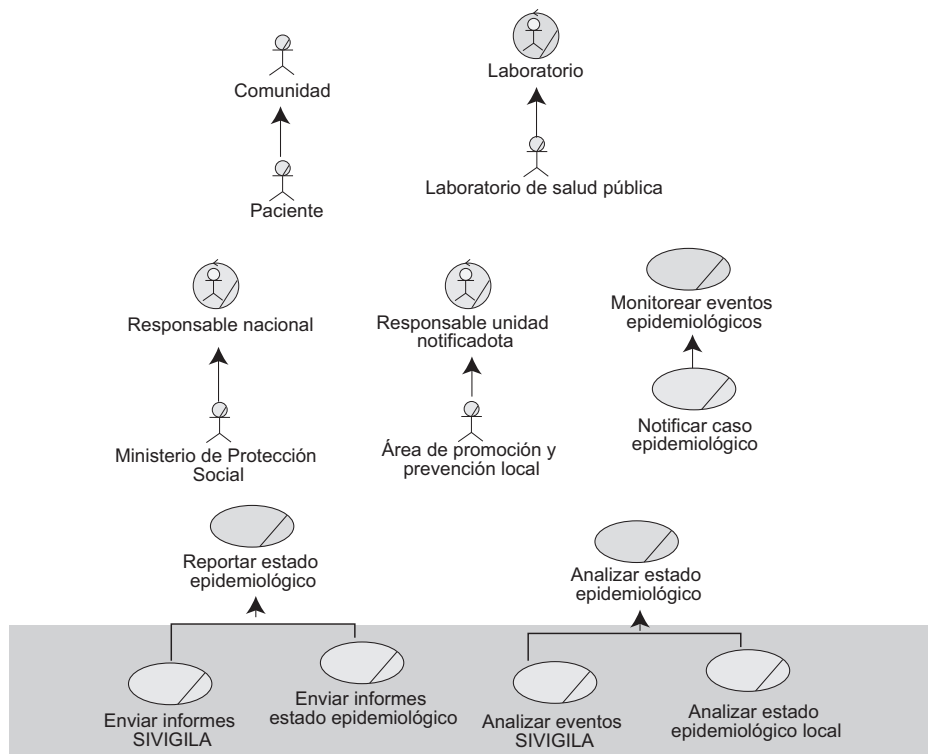 Comunidad
Laboratorio
Paciente
Laboratorio de salud pública
Responsable nacional
Responsable unidad
notificadota
Monitorear eventos
epidemiológicos
Ministerio de Protección
Social
Área de promoción y
prevención local
Notificar caso
epidemiológico
Reportar estado
epidemiológico
Analizar estado
epidemiológico
Enviar informes
SIVIGILA
Enviar informes
estado epidemiológico
Analizar eventos
SIVIGILA
Analizar estado
epidemiológico local